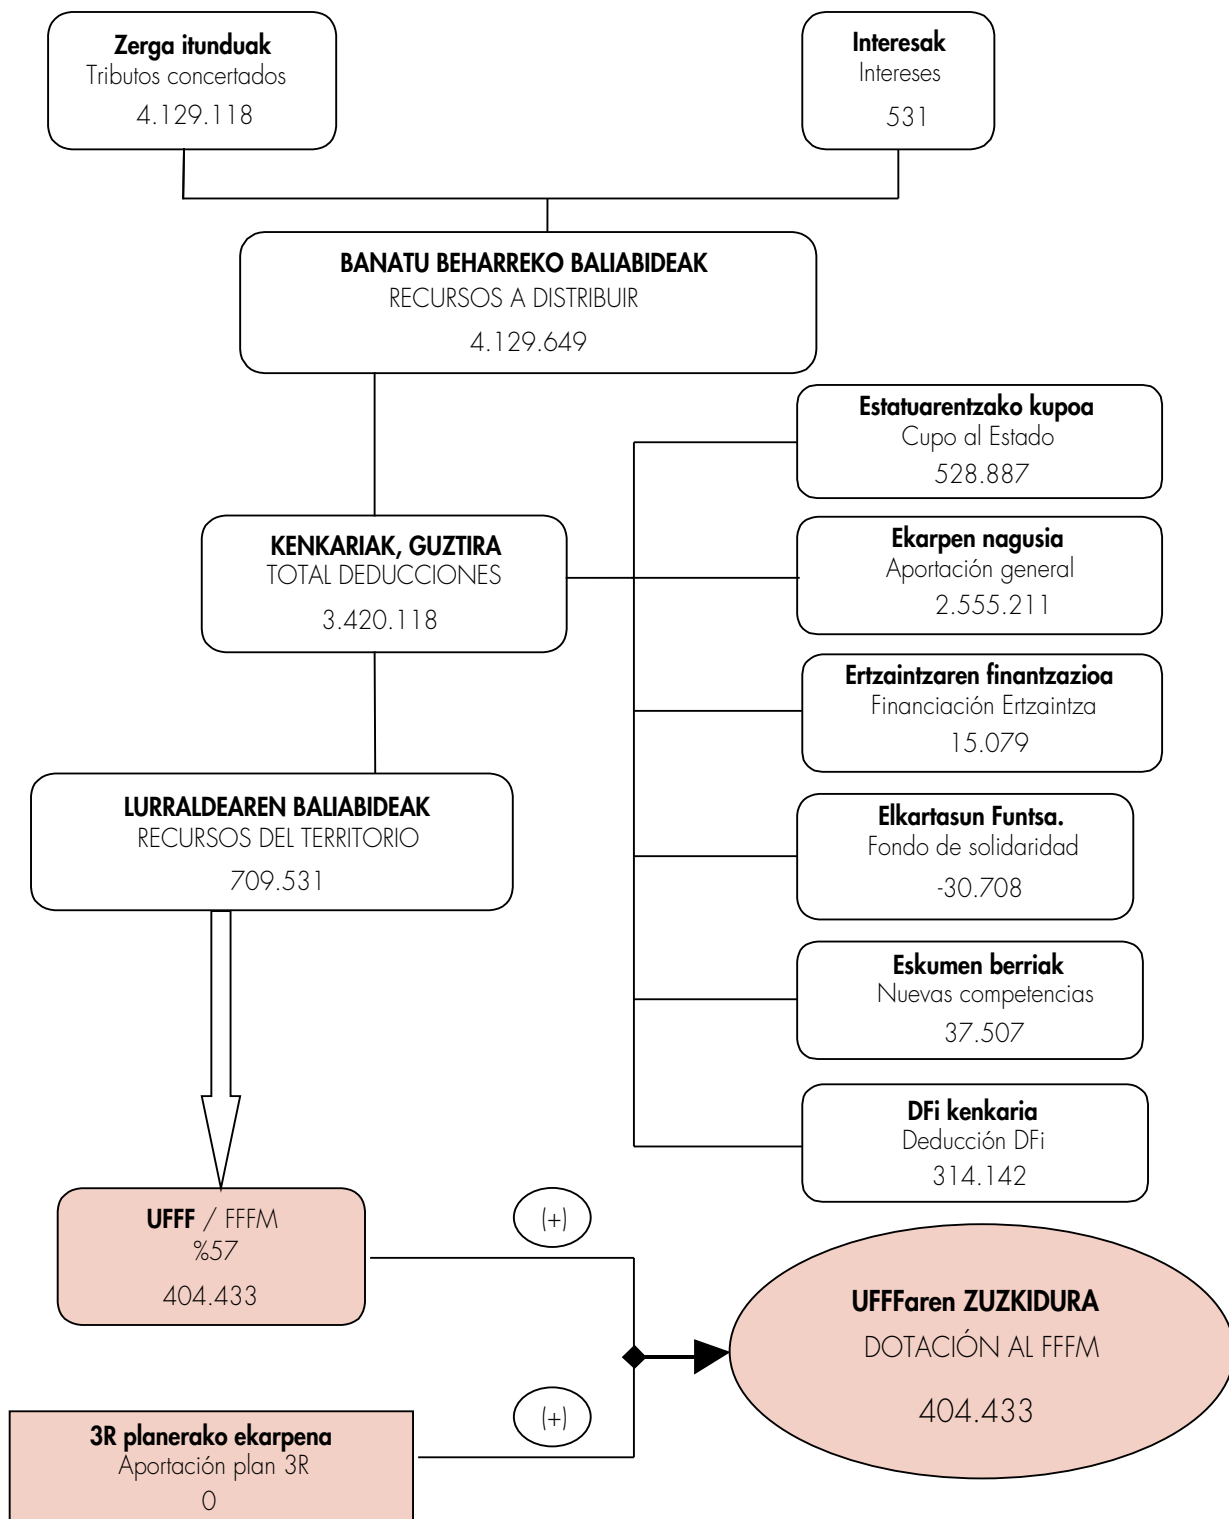 Zerga itunduak
Tributos concertados
4.129.118
Interesak
Intereses
531
BANATU BEHARREKO BALIABIDEAK
RECURSOS A DISTRIBUIR
4.129.649
Estatuarentzako kupoa
Cupo al Estado
528.887
KENKARIAK, GUZTIRA
TOTAL DEDUCCIONES
3.420.118
Ekarpen nagusia
Aportación general
2.555.211
Ertzaintzaren finantzazioa
Financiación Ertzaintza
15.079
LURRALDEAREN BALIABIDEAK
RECURSOS DEL TERRITORIO
709.531
Elkartasun Funtsa.
Fondo de solidaridad
-30.708
Eskumen berriak
Nuevas competencias
37.507
DFi kenkaria
Deducción DFi
314.142
UFFF / FFFM
%57
404.433
(+)
UFFFaren ZUZKIDURA
DOTACIÓN AL FFFM
404.433
(+)
3R planerako ekarpena
Aportación plan 3R
0